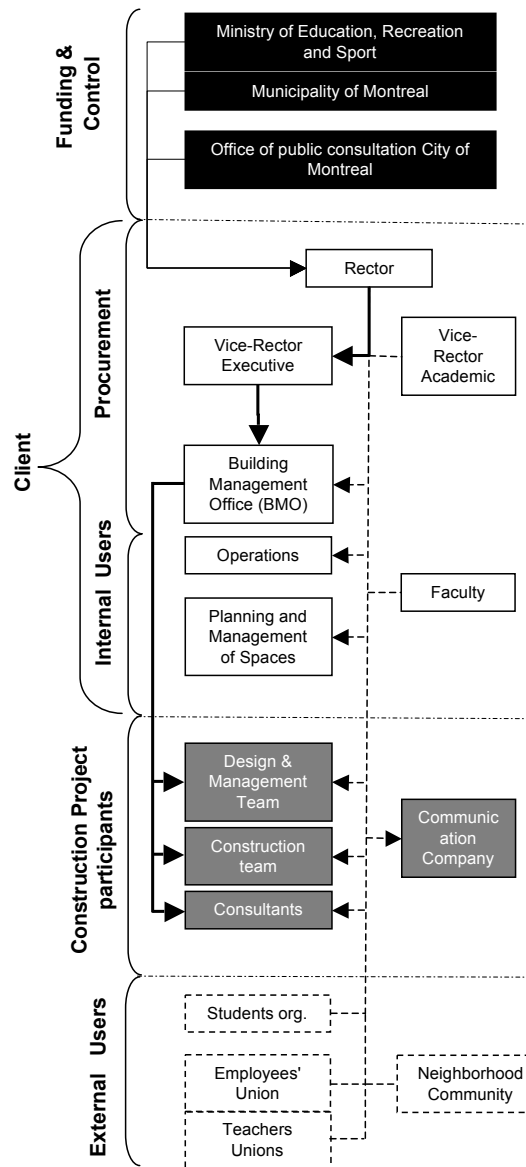 Funding &
Control
Ministry of Education, Recreation
and Sport
Municipality of Montreal
Office of public consultation City of
Montreal
Client
Procurement
Rector
Vice-Rector
Executive
Vice-
Rector
Academic
Building
Management
Office (BMO)
Internal Users
Operations
Planning and
Management
of Spaces
Faculty
Construction Project
participants
Design &
Management
Team
Construction
team
Consultants
Communic
ation
Company
External Users
Students org.
Employees'
Union
Teachers
Unions
Neighborhood
Community